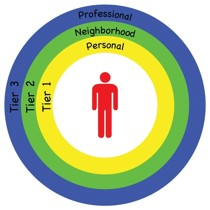 Professional
Neighborhood
Personal
Tier 3
Tier 2
Tier 1